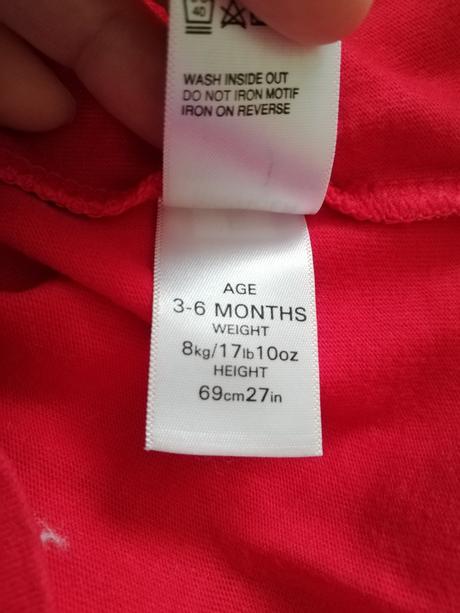 40
WASH INSIDE OUT
DO NOT IRON MOTIF
IRON ON REVERSE
AGE
3-6 MONTHS
WEIGHT
8kg/17lb10oz
HEIGHT
69cm27in